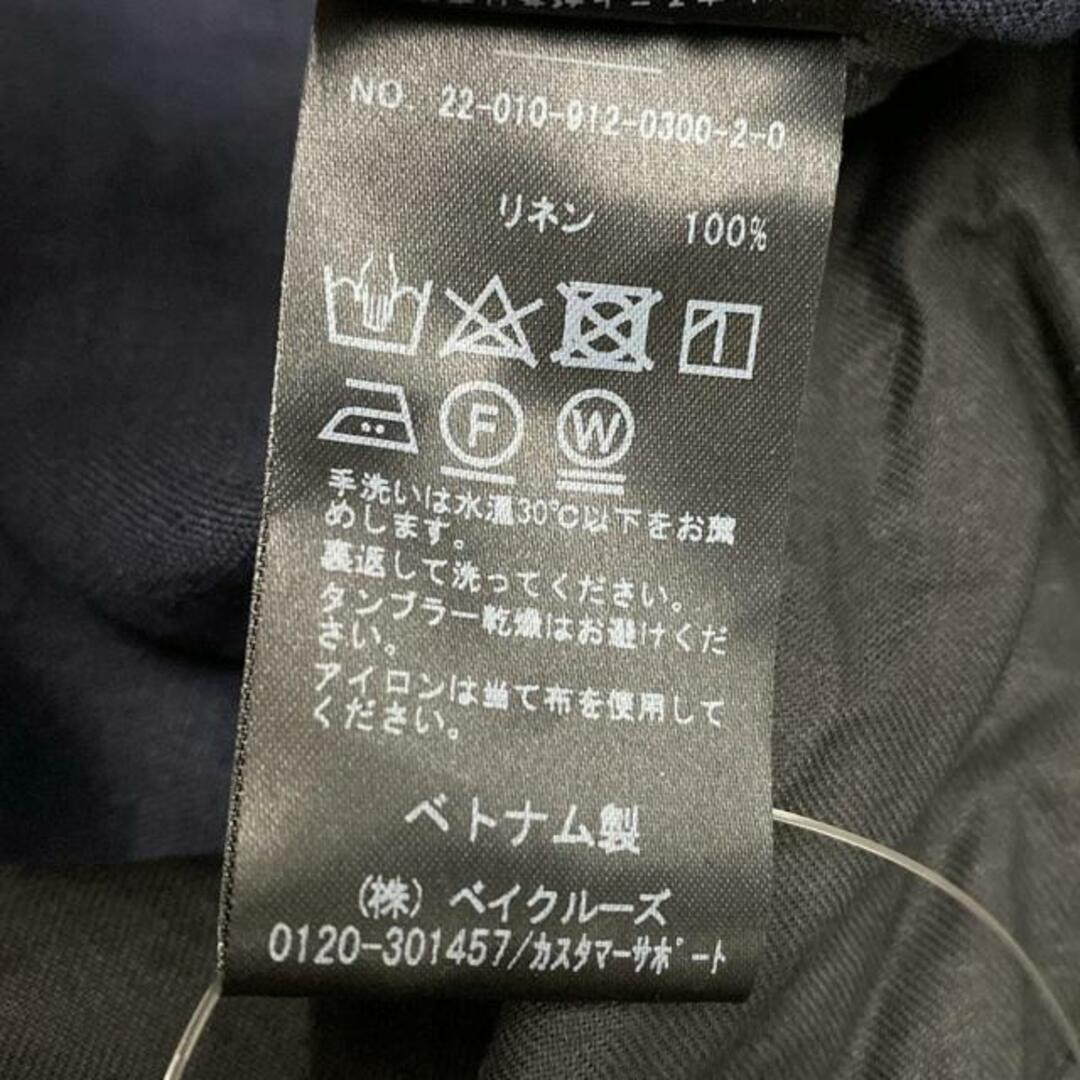 NO. 22-010-912-0300-2-0
リネン 100%
F W
手洗いは水温30℃以下をお薦
めします。
裏返して洗ってください。
タンブラー乾燥はお避けくだ
さい。
アイロンは当て布を使用して
ください。
ベトナム製
(株) ベイクルーズ
0120-301457/カスタマーサポート